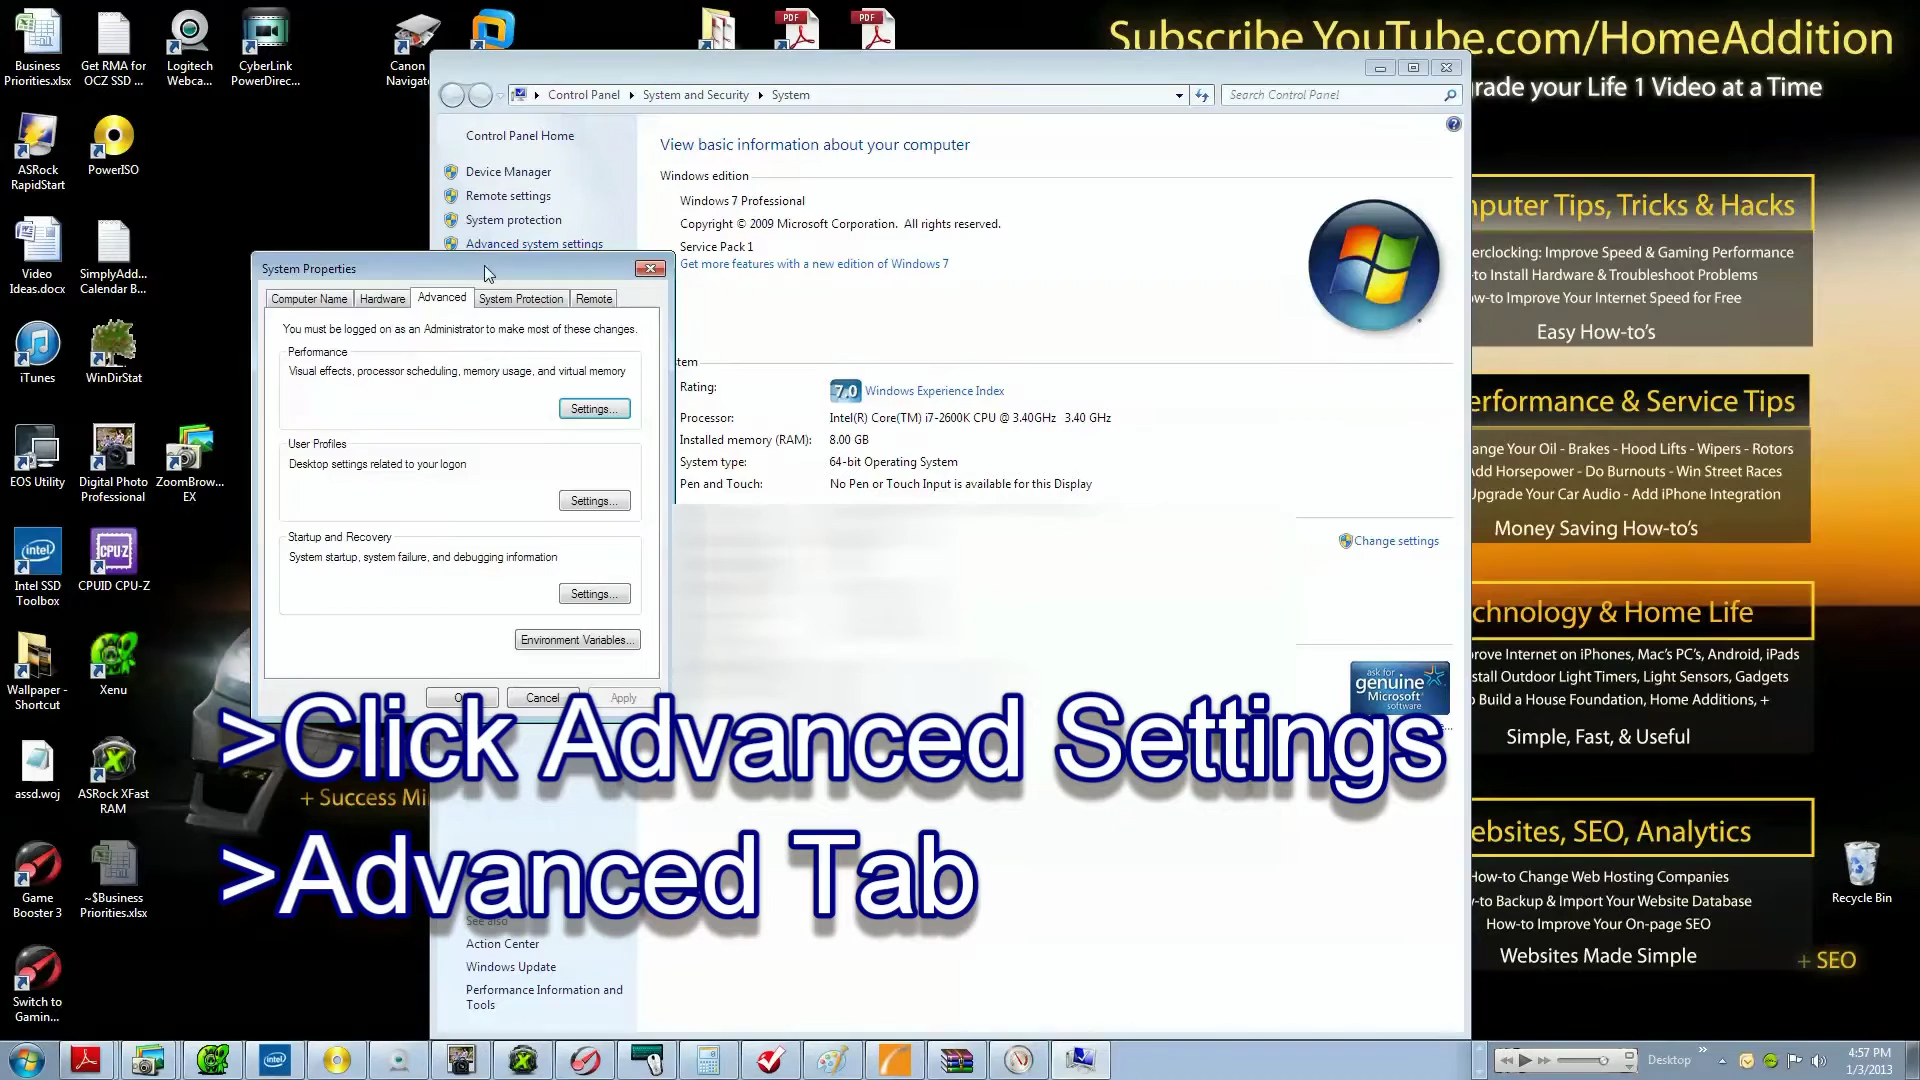 Business
Priorities.xlsx
Get RMA for
OCZ SSD ...
Logitech
Webca...
CyberLink
PowerDirec...
Canon
Navigat
PDF
PDF
Subscribe YouTube.com/HomeAddition
rade your Life 1 Video at a Time
ASRock
RapidStart
PowerISO
Video
Ideas.docx
SimplyAdd...
Calendar B...
iTunes
WinDirStat
EOS Utility
Digital Photo
Professional
ZoomBrow...
EX
intel
Intel SSD
Toolbox
CPU-Z
CPUID CPU-Z
Wallpaper -
Shortcut
Xenu
assd.woj
ASRock XFast
RAM
Game
Booster 3
~$Business
Priorities.xlsx
Switch to
Gamin...
Control Panel
System and Security
System
Search Control Panel
Control Panel Home
Device Manager
Remote settings
System protection
Advanced system settings
View basic information about your computer
Windows edition
Windows 7 Professional
Copyright © 2009 Microsoft Corporation. All rights reserved.
Service Pack 1
Get more features with a new edition of Windows 7
tem
Rating:
7.0
Windows Experience Index
Processor:
Intel(R) Core(TM) i7-2600K CPU @ 3.40GHz 3.40 GHz
Installed memory (RAM):
8.00 GB
System type:
64-bit Operating System
Pen and Touch:
No Pen or Touch Input is available for this Display
Change settings
ask for
genuine
Microsoft
software
System Properties
Computer Name
Hardware
Advanced
System Protection
Remote
You must be logged on as an Administrator to make most of these changes.
Performance
Visual effects, processor scheduling, memory usage, and virtual memory
Settings...
User Profiles
Desktop settings related to your logon
Settings...
Startup and Recovery
System startup, system failure, and debugging information
Settings...
Environment Variables...
Cancel
Apply
>Click Advanced Settings
+ Success Mi
>Advanced Tab
See also
Action Center
Windows Update
Performance Information and
Tools
puter Tips, Tricks & Hacks
erclocking: Improve Speed & Gaming Performance
-to Install Hardware & Troubleshoot Problems
w-to Improve Your Internet Speed for Free
Easy How-to's
erformance & Service Tips
ange Your Oil - Brakes - Hood Lifts - Wipers - Rotors
dd Horsepower - Do Burnouts - Win Street Races
Upgrade Your Car Audio - Add iPhone Integration
Money Saving How-to's
chnology & Home Life
rove Internet on iPhones, Mac's PC's, Android, iPads
stall Outdoor Light Timers, Light Sensors, Gadgets
Build a House Foundation, Home Additions, +
Simple, Fast, & Useful
ebsites, SEO, Analytics
How-to Change Web Hosting Companies
-to Backup & Import Your Website Database
How-to Improve Your On-page SEO
Websites Made Simple
+ SEO
Recycle Bin
intel
Desktop
4:57 PM
1/3/2013